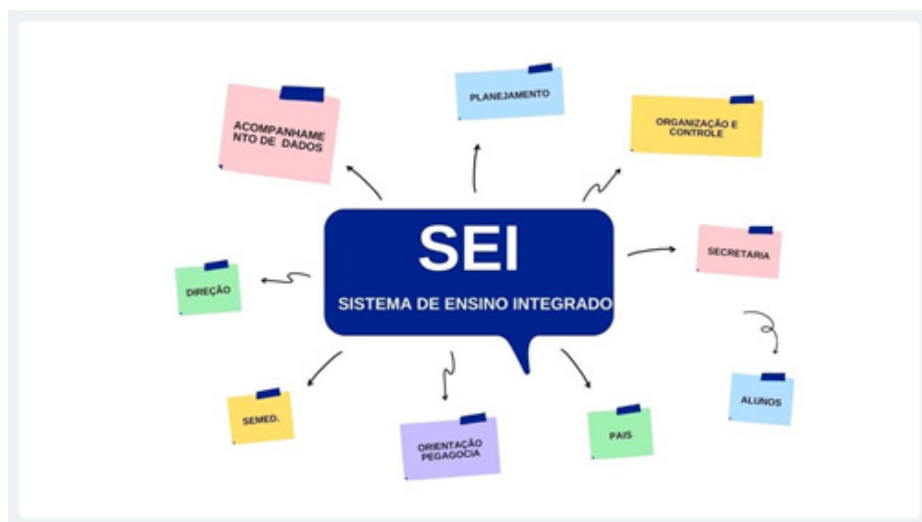 PLANEJAMENTO
ACOMPANHAME
NTO DE DADOS
ORGANIZAÇÃO E
CONTROLE
SEI
SISTEMA DE ENSINO INTEGRADO
SECRETARIA
DIREÇÃO
SEMED.
ORIENTAÇÃO
PEGAGOCIA
PAIS
ALUNOS